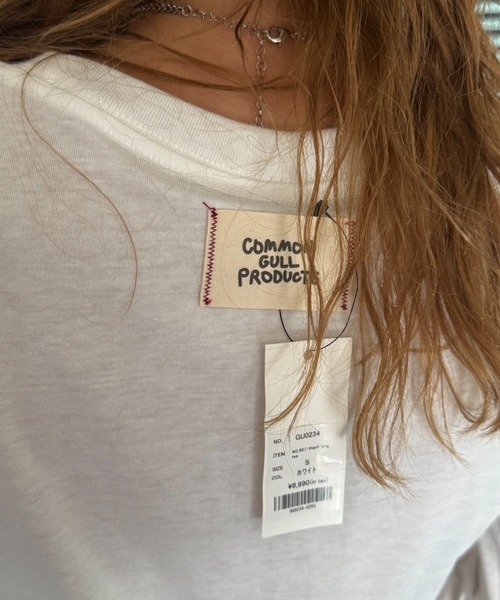 COMMON
GULL
PRODUCTS
NO. GU0234
ITEM
SIZE S
COL. ホワイト
¥6,990(in tax)